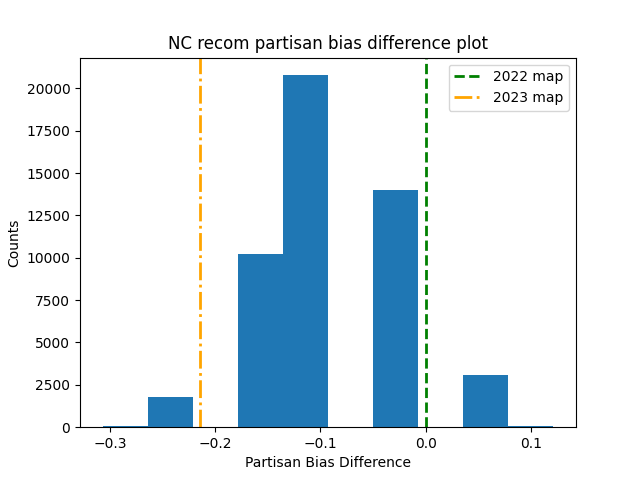 NC recom partisan bias difference plot
2022 map
2023 map
20000
17500
15000
12500
10000
7500
5000
2500
0
Counts
−0.3 −0.2 −0.1 0.0 0.1
Partisan Bias Difference